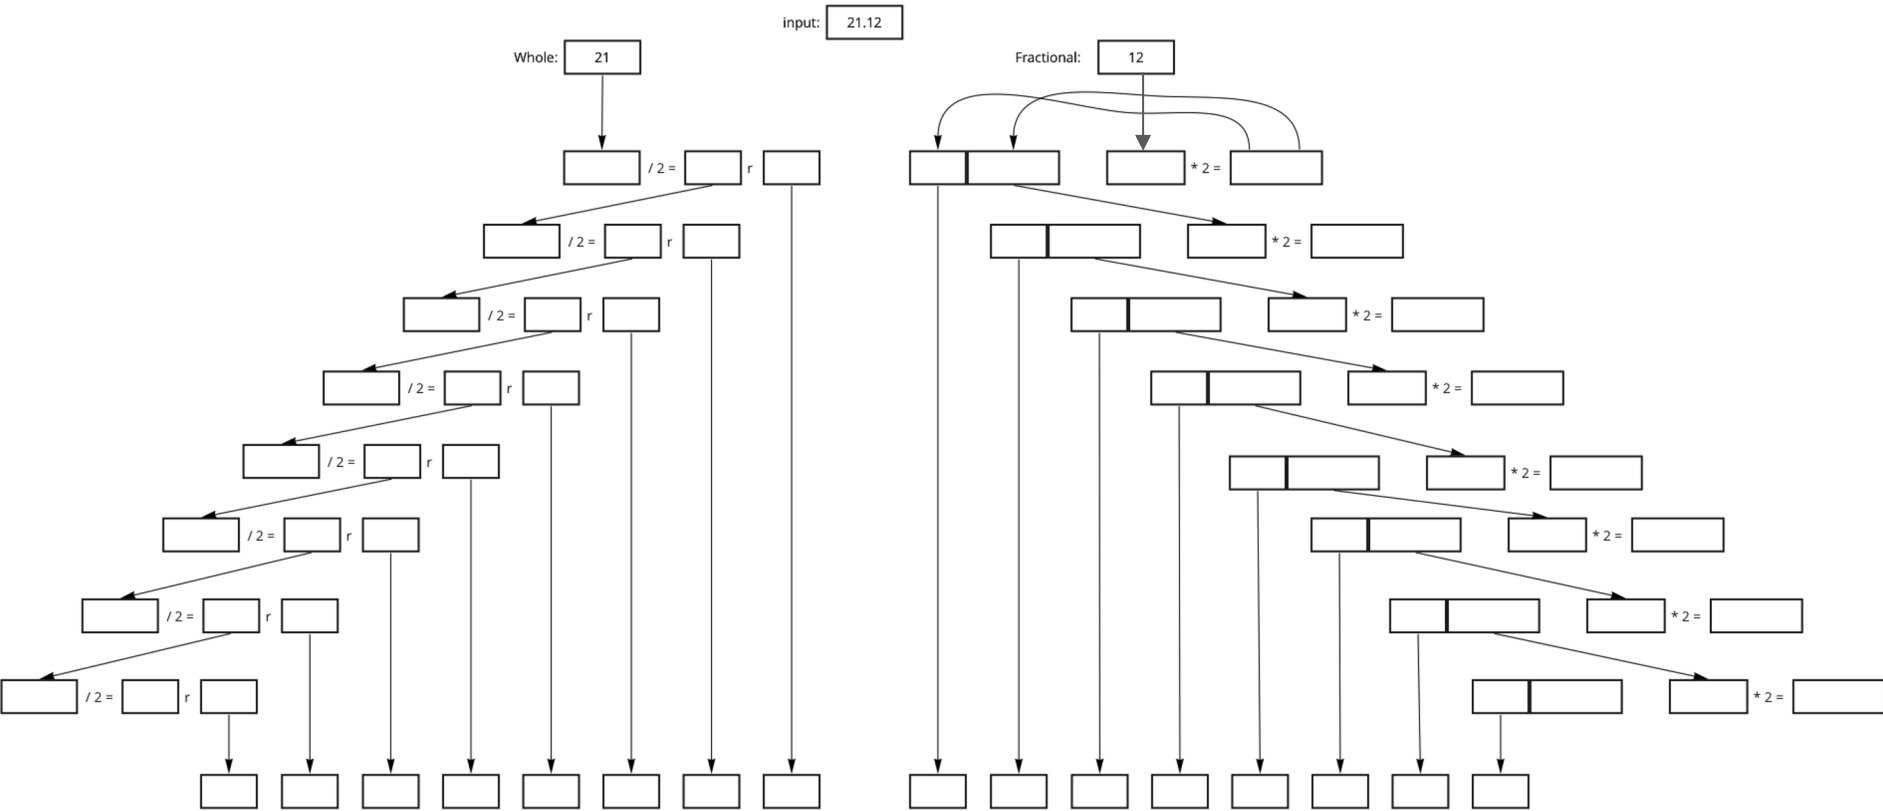 input: 21.12
Whole: 21 Fractional: 12
/ 2 = r * 2 =
/ 2 = r * 2 =
/ 2 = r * 2 =
/ 2 = r * 2 =
/ 2 = r * 2 =
/ 2 = r * 2 =
/ 2 = r * 2 =
/ 2 = r * 2 =